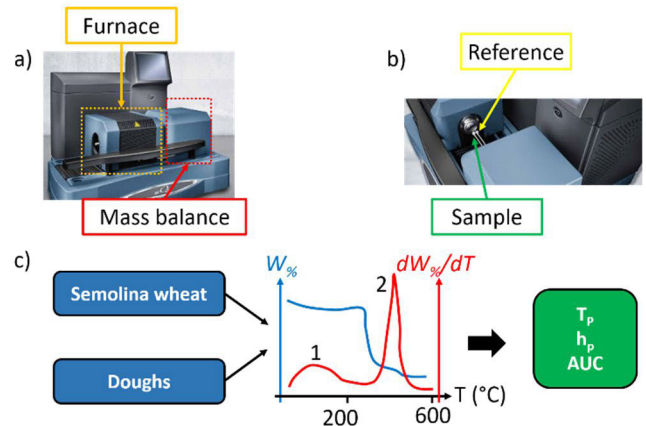 Furnace
a)
Mass balance
b)
Reference
Sample
c)
Semolina wheat
Doughs
W%
dW%/dT
1
2
200
600
T (°C)
Tp
hp
AUC